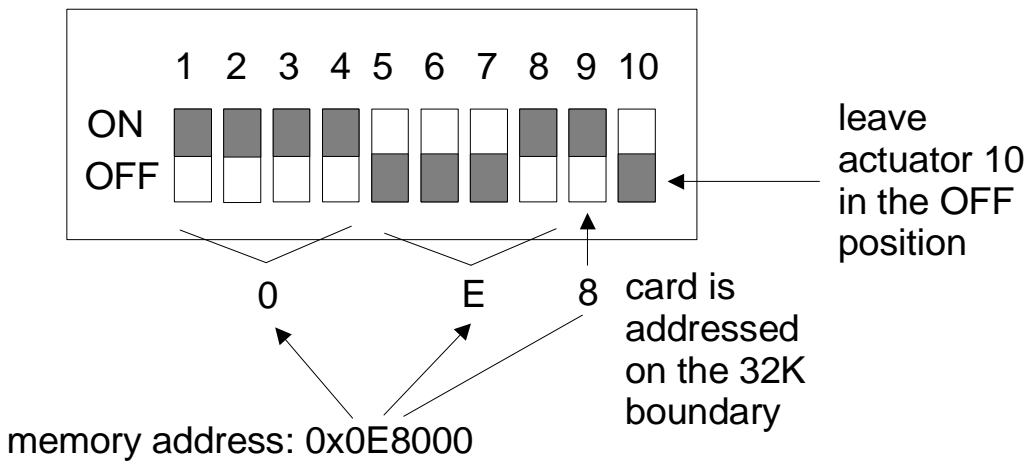 1 2 3 4 5 6 7 8 9 10
ON
OFF
leave
actuator 10
in the OFF
position
0 E 8
card is
addressed
on the 32K
boundary
memory address: 0x0E8000